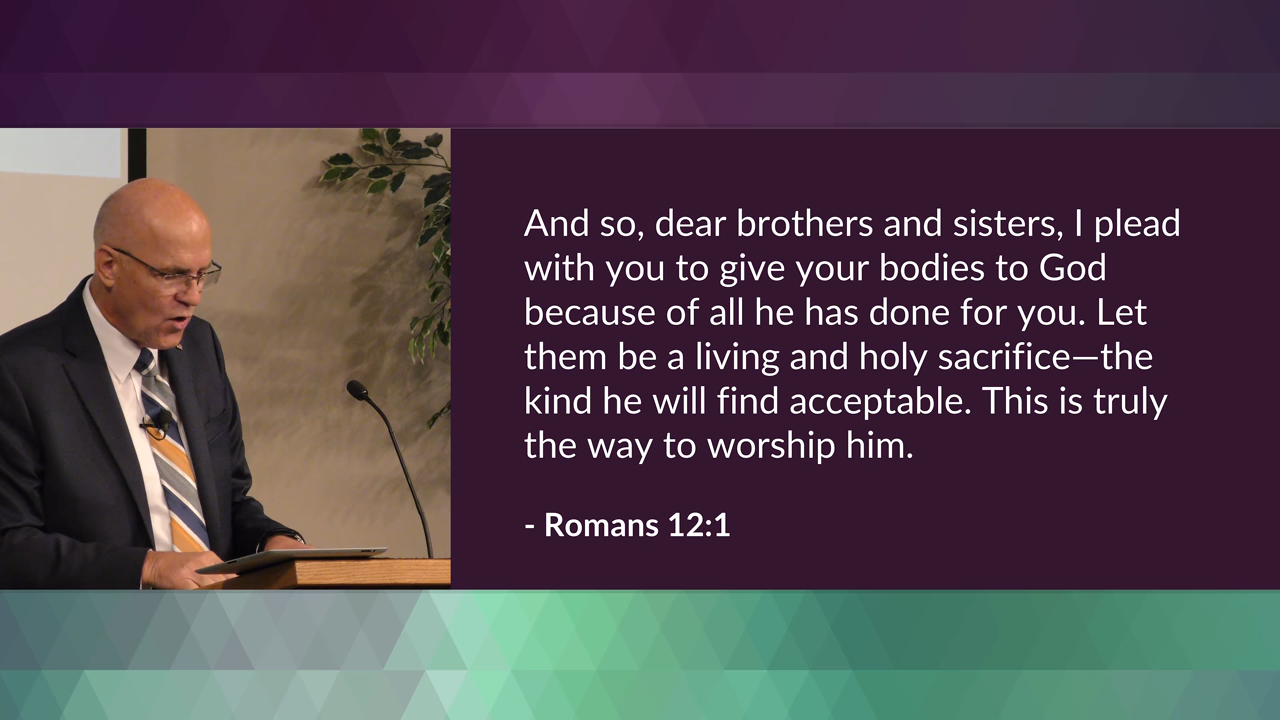 And so, dear brothers and sisters, I plead
with you to give your bodies to God
because of all he has done for you. Let
them be a living and holy sacrifice—the
kind he will find acceptable. This is truly
the way to worship him.
- Romans 12:1